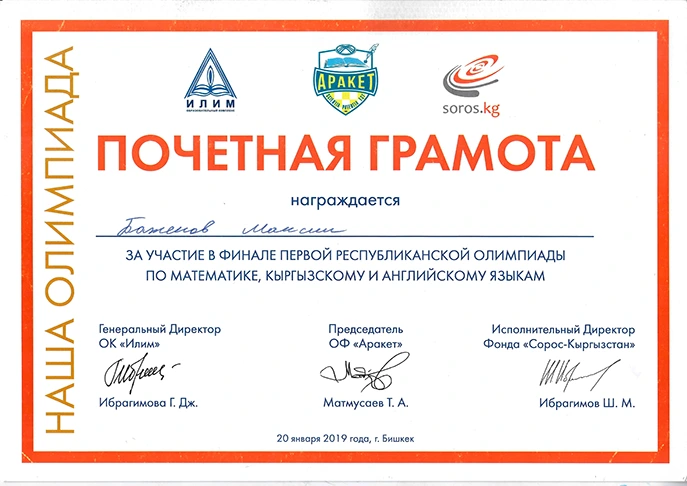 НАША ОЛИМПИАДА
ИЛИМ
ОБРАЗОВАТЕЛЬНЫЙ КОМПЛЕКС
АРАКЕТ
soros.kg
ПОЧЕТНАЯ ГРАМОТА
награждается
Баженов Максим
ЗА УЧАСТИЕ В ФИНАЛЕ ПЕРВОЙ РЕСПУБЛИКАНСКОЙ ОЛИМПИАДЫ
ПО МАТЕМАТИКЕ, КЫРГЫЗСКОМУ И АНГЛИЙСКОМУ ЯЗЫКАМ
Генеральный Директор
ОК «Илим»
Ибрагимова Г. Дж.
Председатель
ОФ «Аракет»
Матмусаев Т. А.
Исполнительный Директор
Фонда «Сорос-Кыргызстан»
Ибрагимов Ш. М.
20 января 2019 года, г. Бишкек